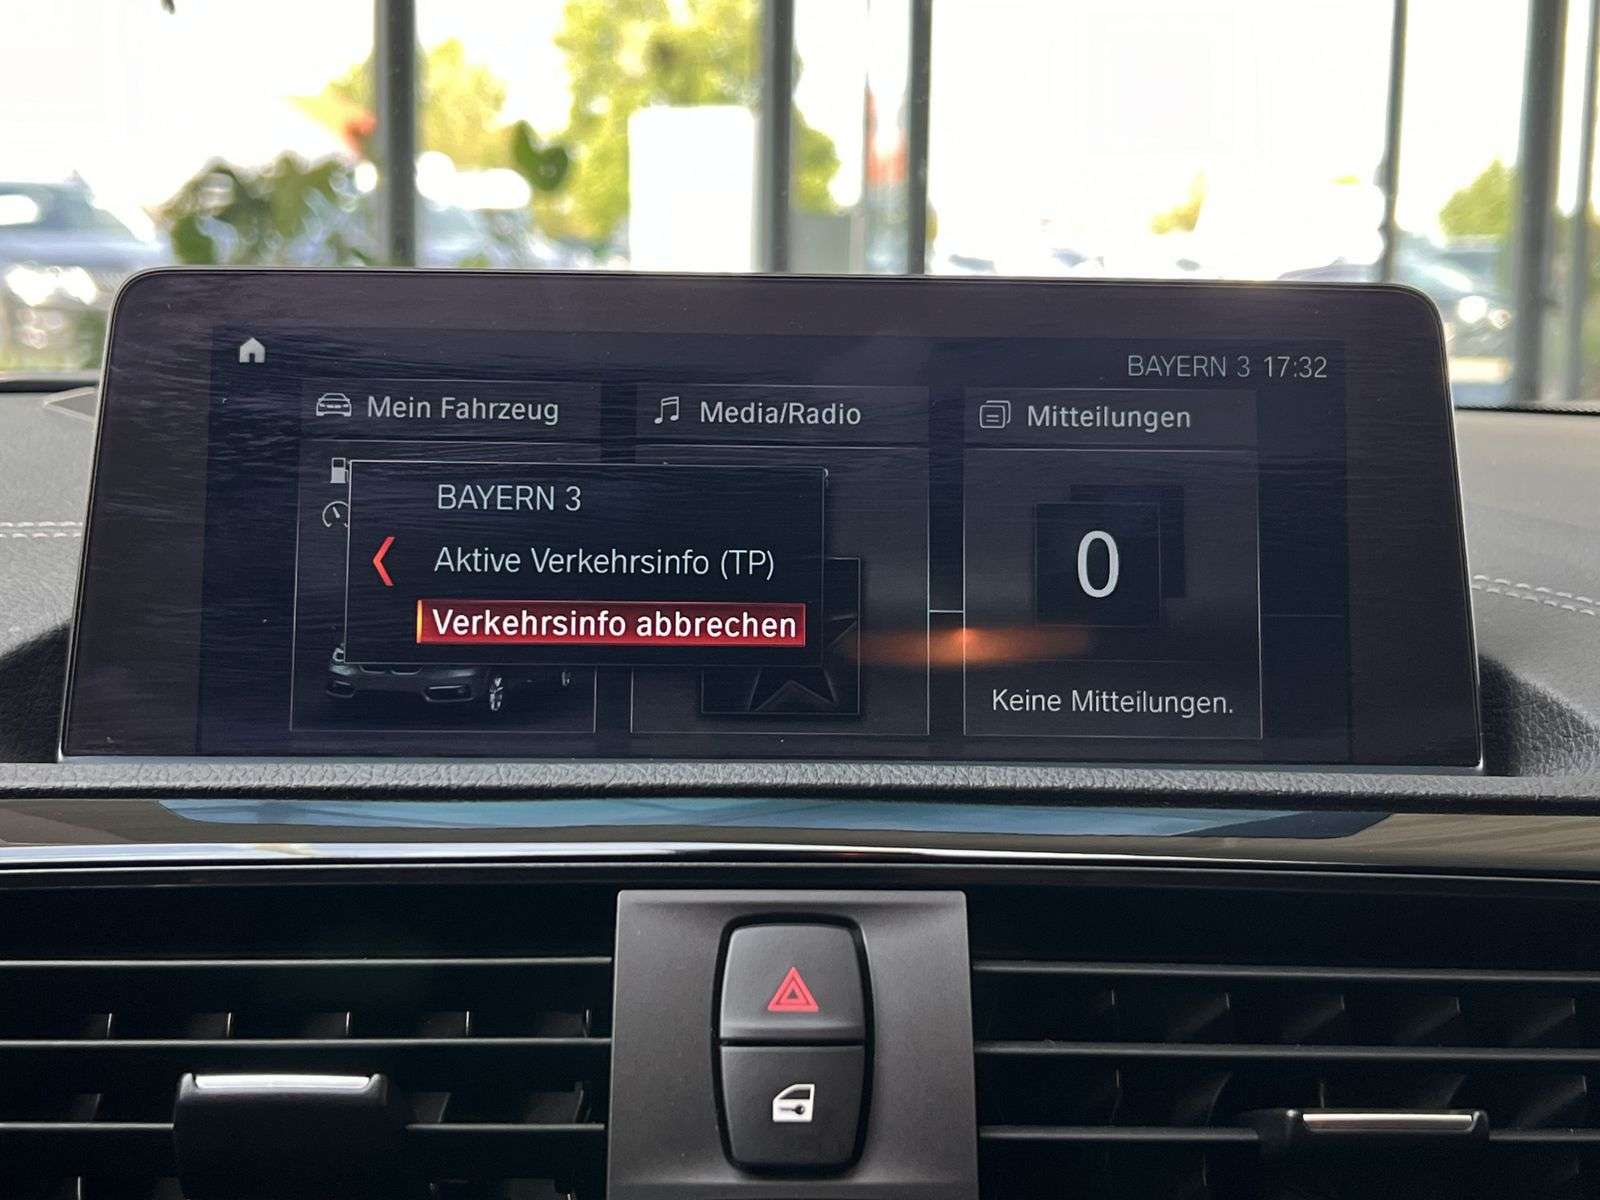 BAYERN 3 17:32
Mein Fahrzeug
Media/Radio
Mitteilungen
BAYERN 3
Aktive Verkehrsinfo (TP)
Verkehrsinfo abbrechen
0
Keine Mitteilungen.